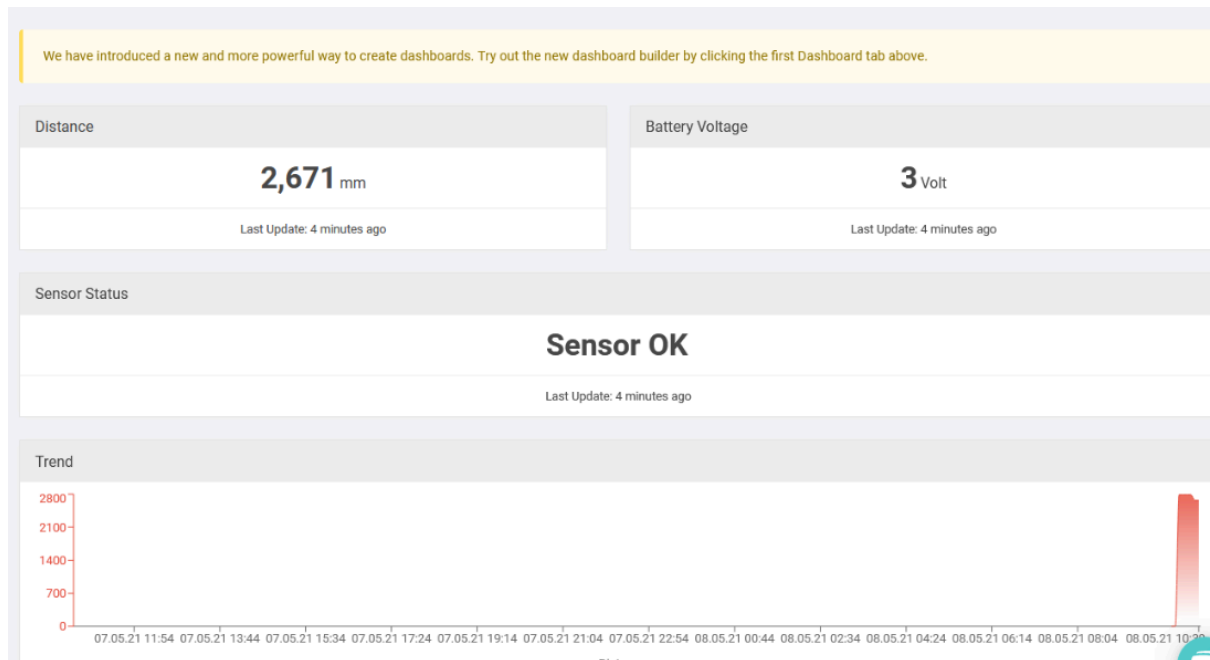 We have introduced a new and more powerful way to create dashboards. Try out the new dashboard builder by clicking the first Dashboard tab above.
Distance
Battery Voltage
2,671 mm
3 Volt
Last Update: 4 minutes ago
Last Update: 4 minutes ago
Sensor Status
Sensor OK
Last Update: 4 minutes ago
Trend
2800
2100
1400
700
0
07.05.21 11:54 07.05.21 13:44 07.05.21 15:34 07.05.21 17:24 07.05.21 19:14 07.05.21 21:04 07.05.21 22:54 08.05.21 00:44 08.05.21 02:34 08.05.21 04:24 08.05.21 06:14 08.05.21 08:04 08.05.21